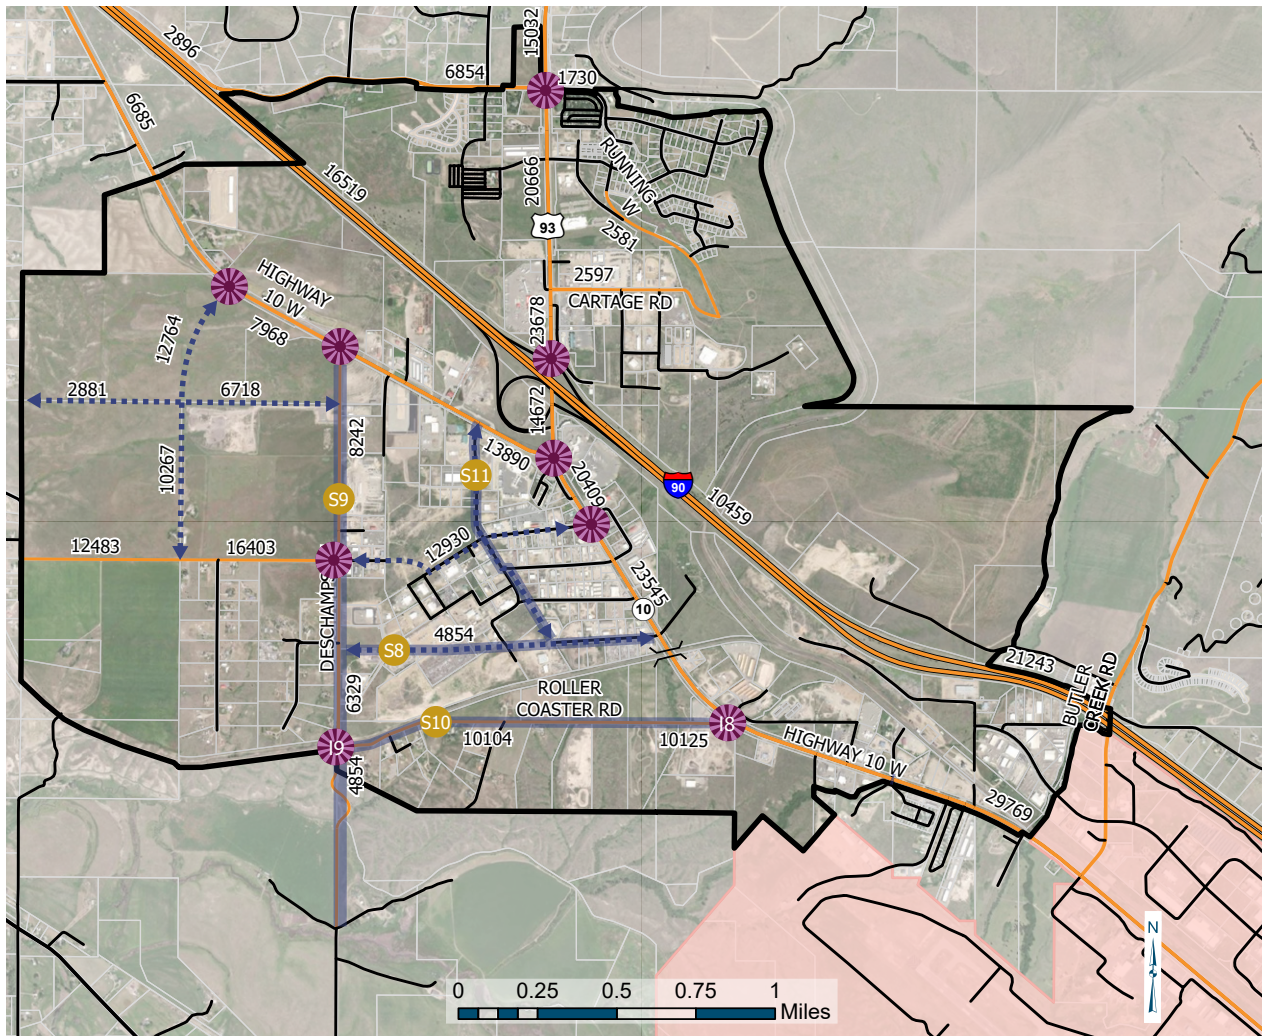 15032
2896
6854
1730
6685
RUNNING
W
16519
20666
93
2581
HIGHWAY
10 W
2597
CARTAGE RD
7968
12764
23678
2881
6718
14672
8242
13890
S11
20409
10267
S9
90
10459
12483
16403
12930
23545
10
DESCHAMPS
S8
4854
21243
BUTLER
CREEK RD
6329
ROLLER
COASTER RD
S10
10104
10125
I8
HIGHWAY 10 W
I9
4854
29769
N
0
0.25
0.5
0.75
1
Miles